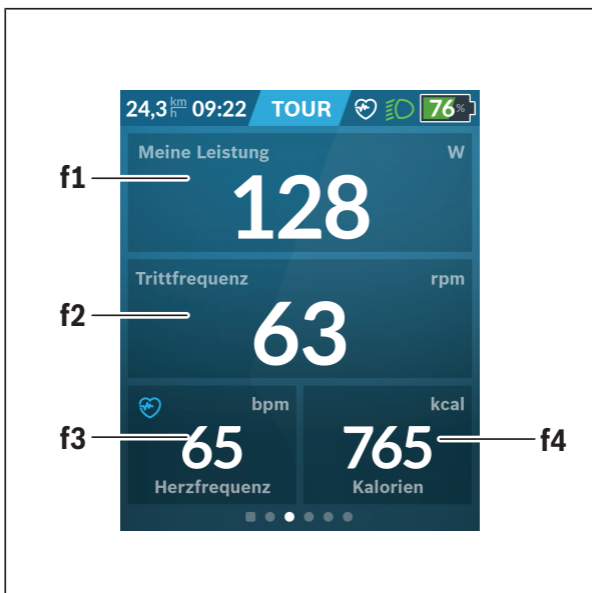 24,3 km/h 09:22 TOUR 76%
Meine Leistung W
f1
128
Trittfrequenz rpm
f2
63
bpm kcal
f3 65 765 f4
Herzfrequenz Kalorien